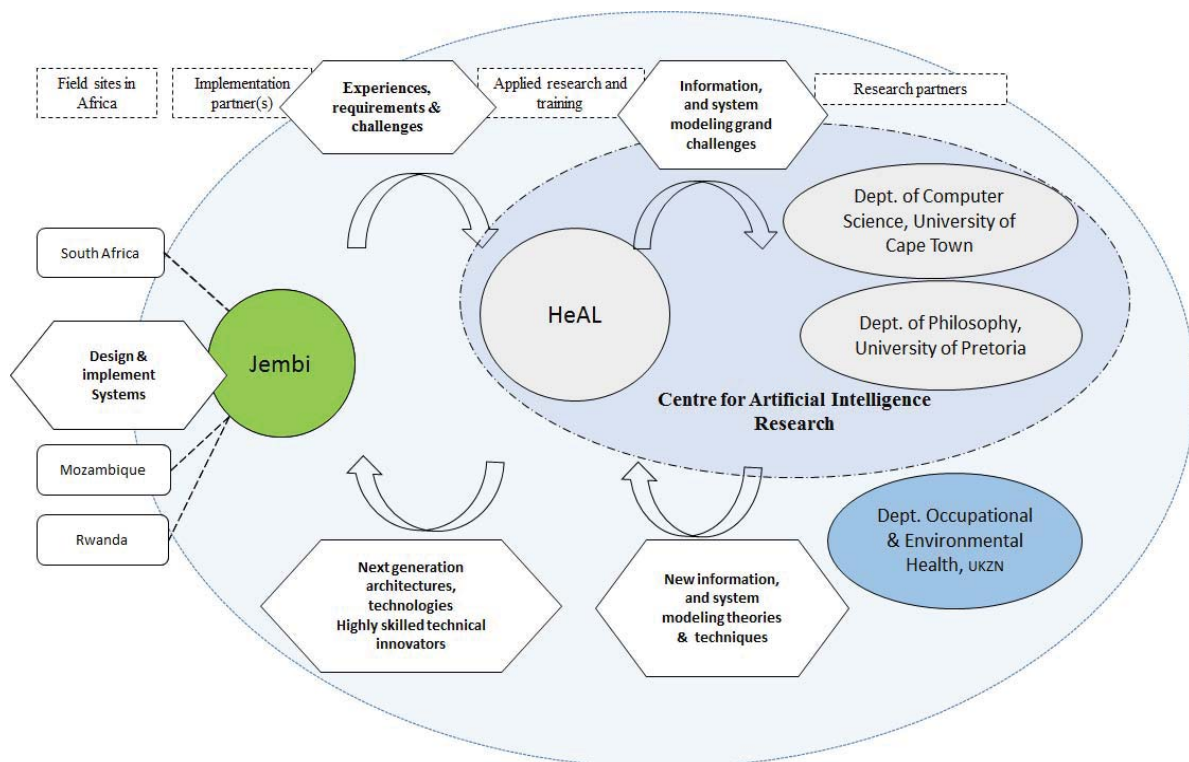 Field sites in
Africa
Implementation
partner(s)
Experiences,
requirements &
challenges
Applied research and
training
Information,
and system
modeling grand
challenges
Research partners
Dept. of Computer
Science, University of
Cape Town
South Africa
HeAL
Dept. of Philosophy,
University of Pretoria
Design &
implement
Systems
Jembi
Centre for Artificial Intelligence
Research
Mozambique
Rwanda
Dept. Occupational
& Environmental
Health, UKZN
Next generation
architectures,
technologies
Highly skilled technical
innovators
New information,
and system
modeling theories
& techniques